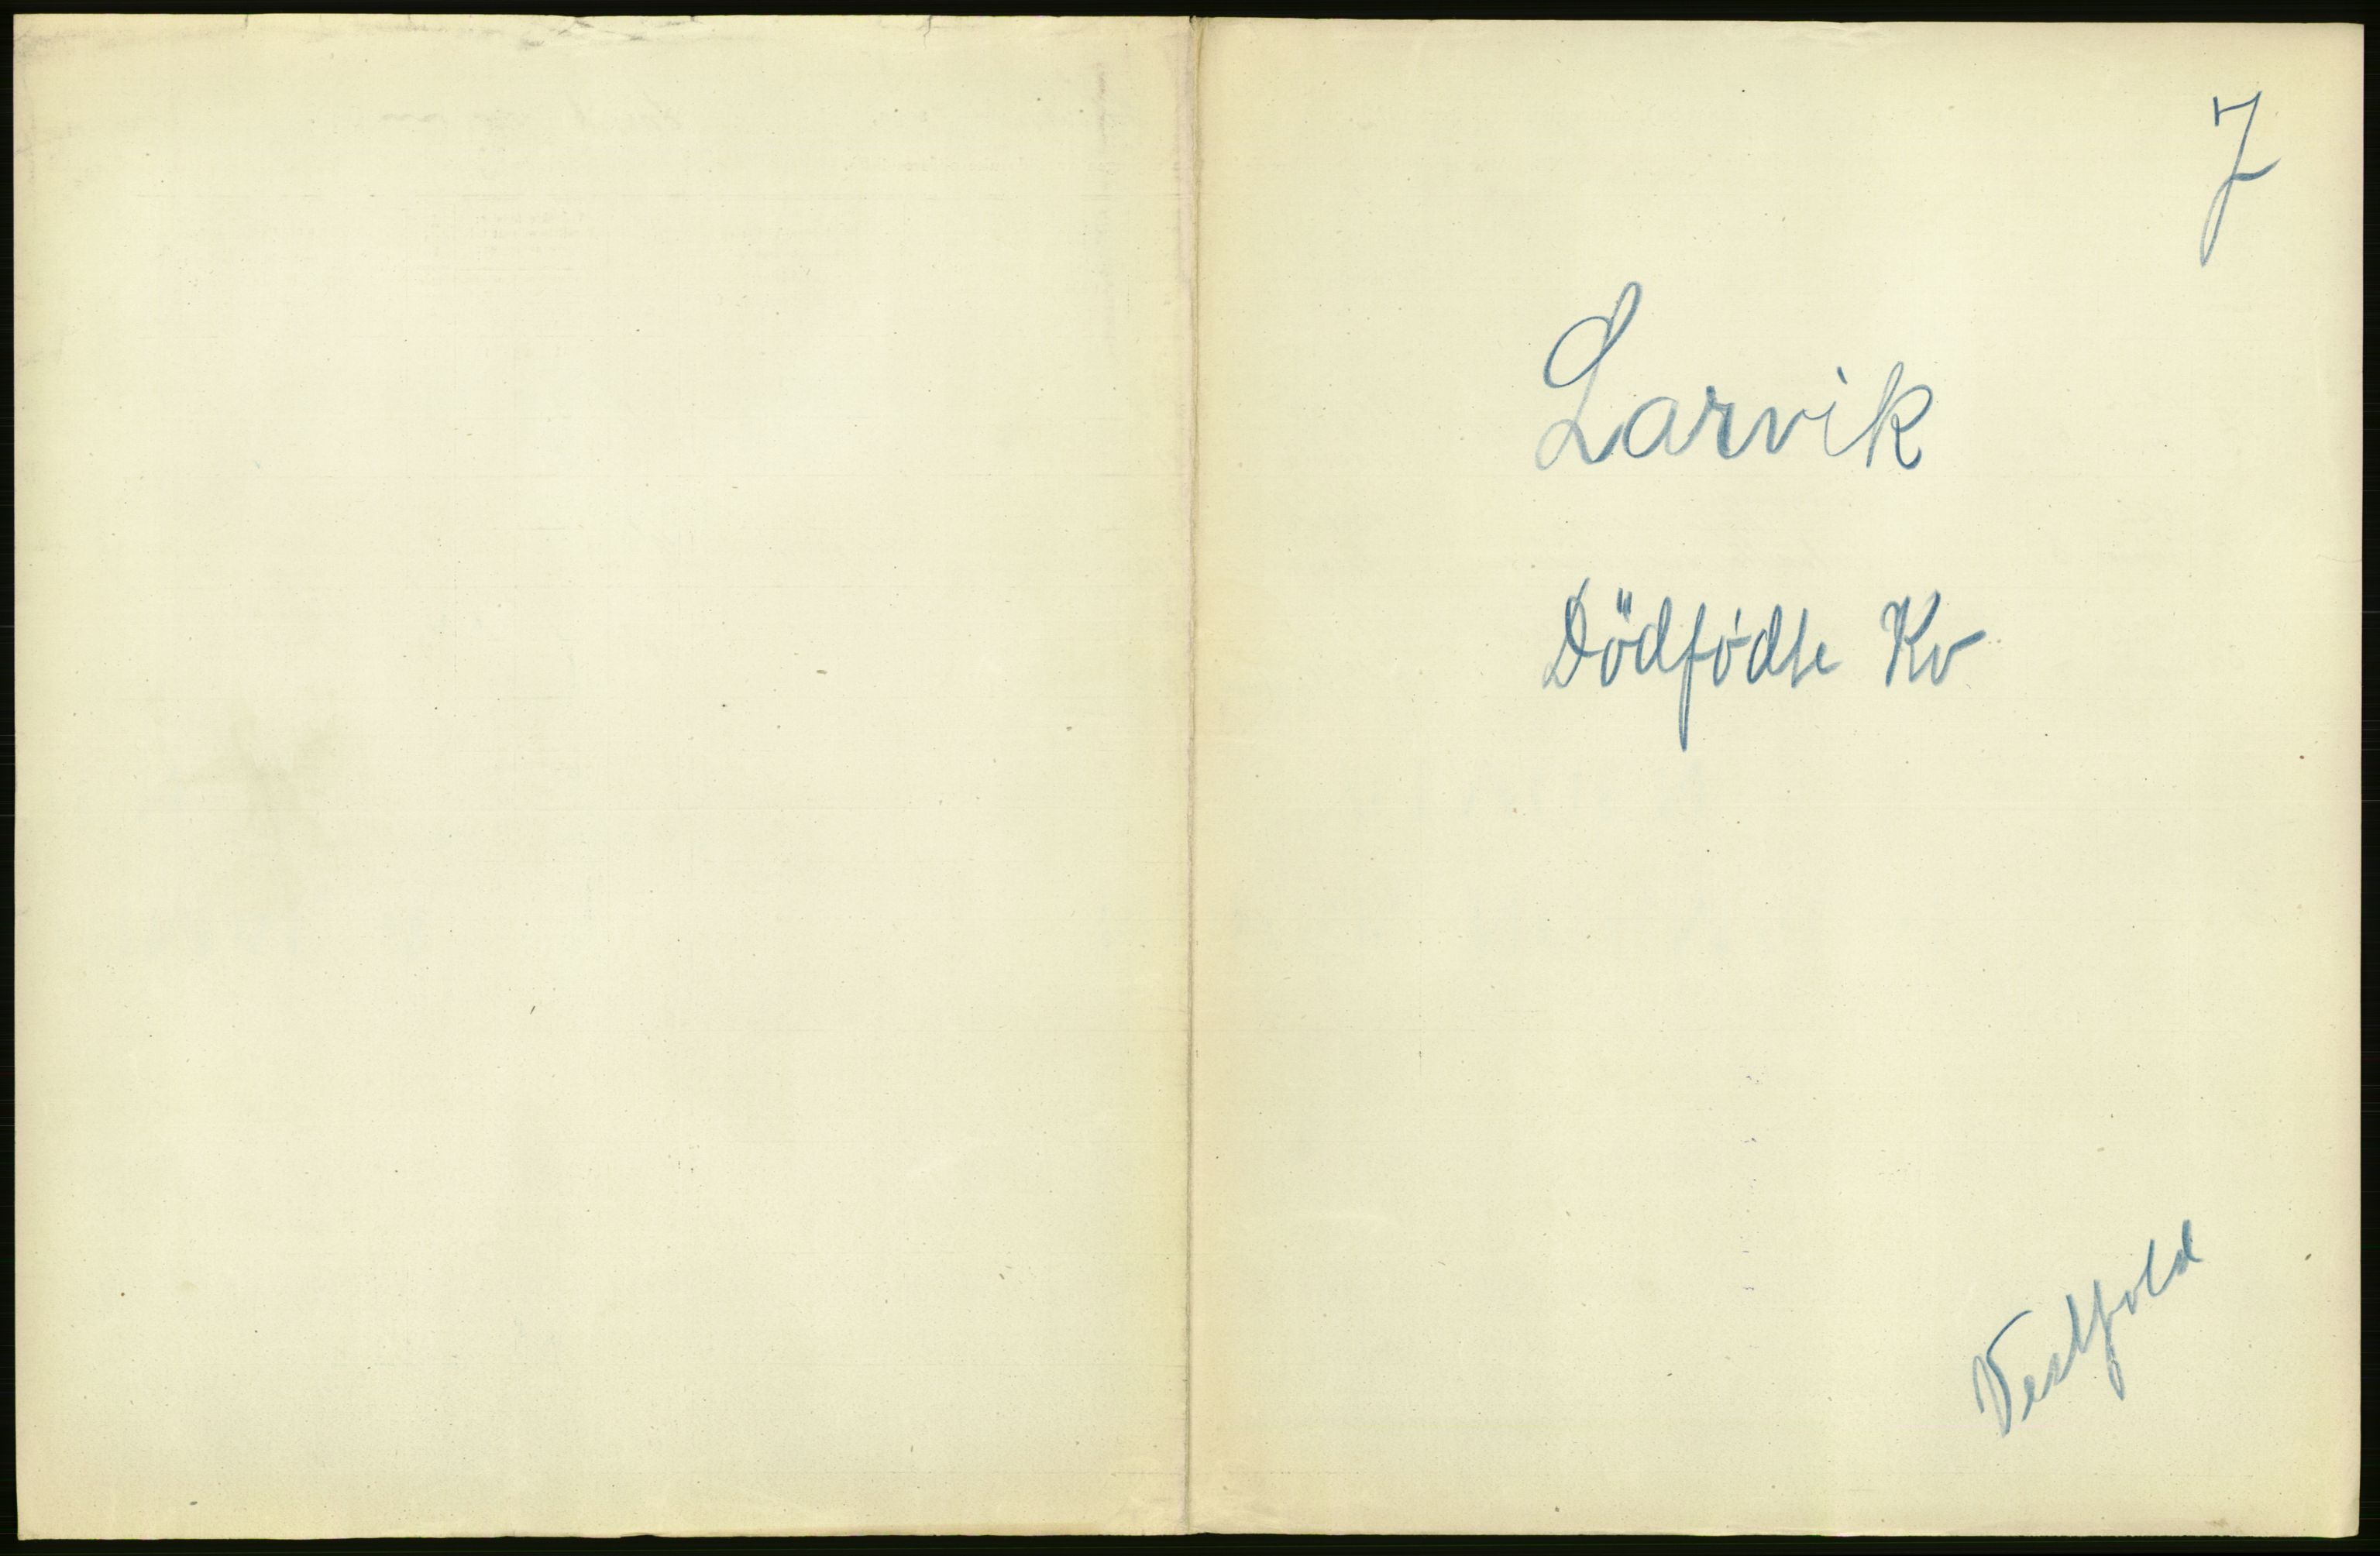 7
Larvik
Dödfödte Kv
Vestfold